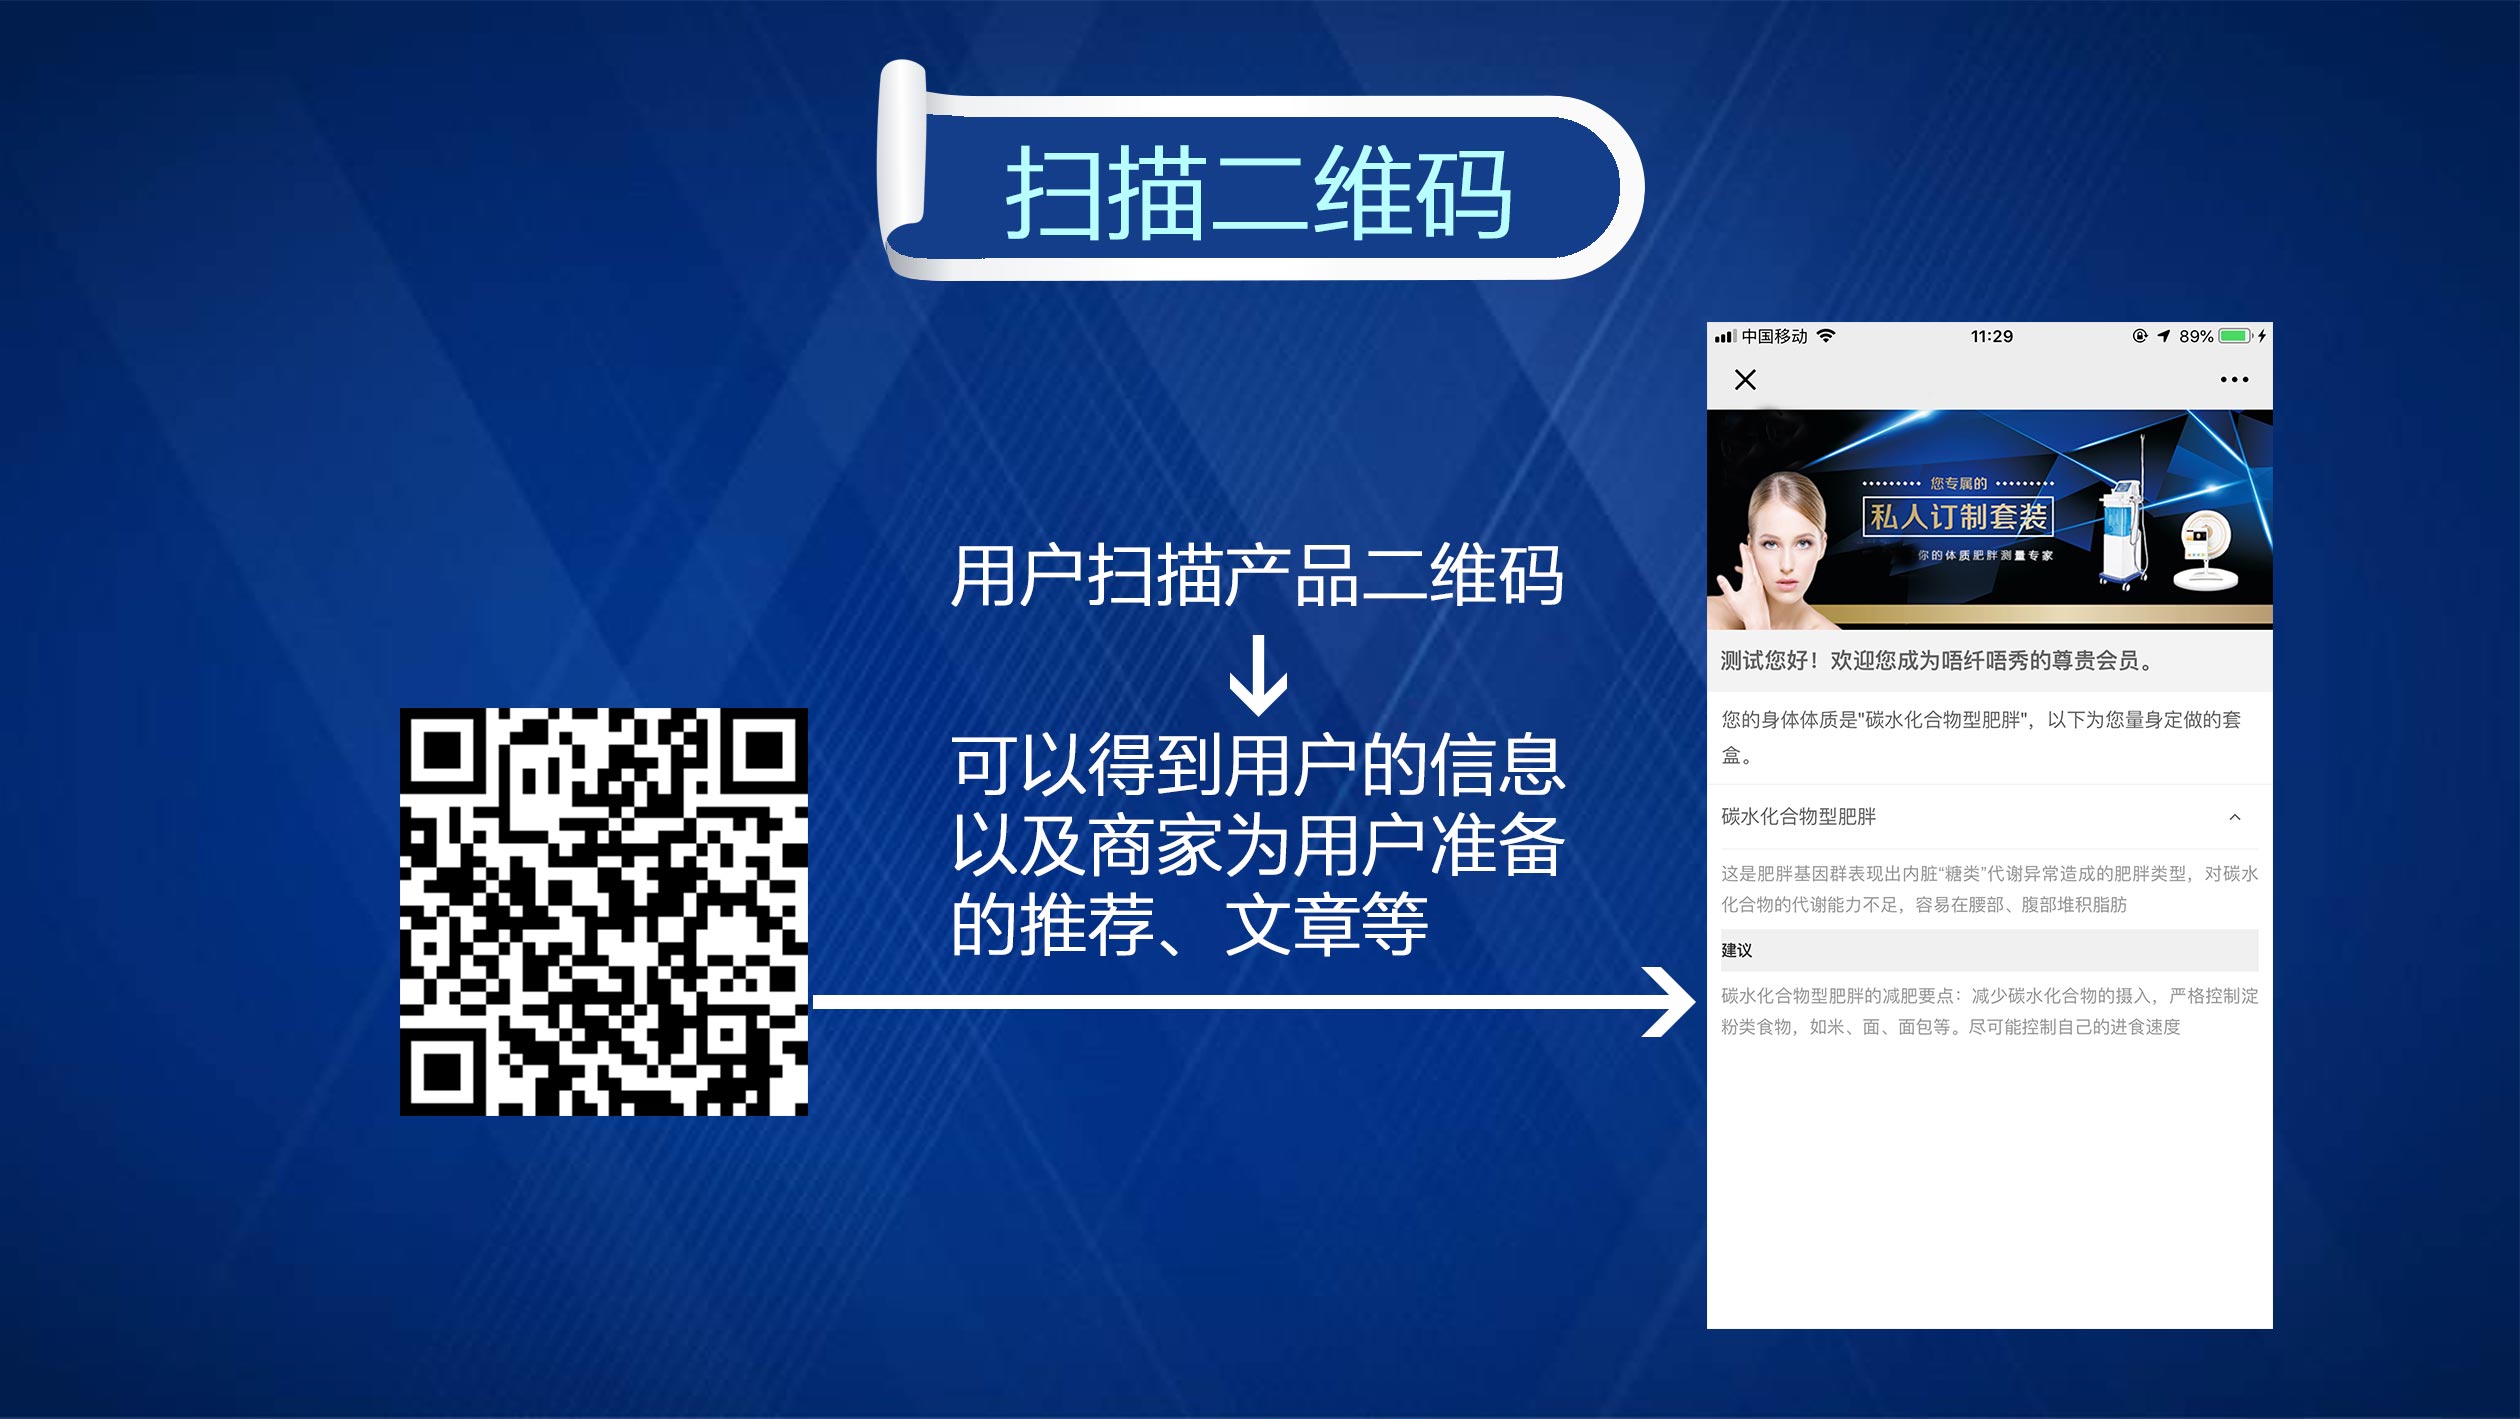 扫描二维码
用户扫描产品二维码
可以得到用户的信息
以及商家为用户准备
的推荐、文章等
中国移动 11:29 89%
您专属的
私人订制套装
你的体质肥胖测量专家
测试您好！欢迎您成为唔纤唔秀的尊贵会员。
您的身体体质是"碳水化合物型肥胖"，以下为您量身定做的套
盒。
碳水化合物型肥胖
这是肥胖基因群表现出内脏“糖类”代谢异常造成的肥胖类型，对碳水
化合物的代谢能力不足，容易在腰部、腹部堆积脂肪
建议
碳水化合物型肥胖的减肥要点：减少碳水化合物的摄入，严格控制淀
粉类食物，如米、面、面包等。尽可能控制自己的进食速度